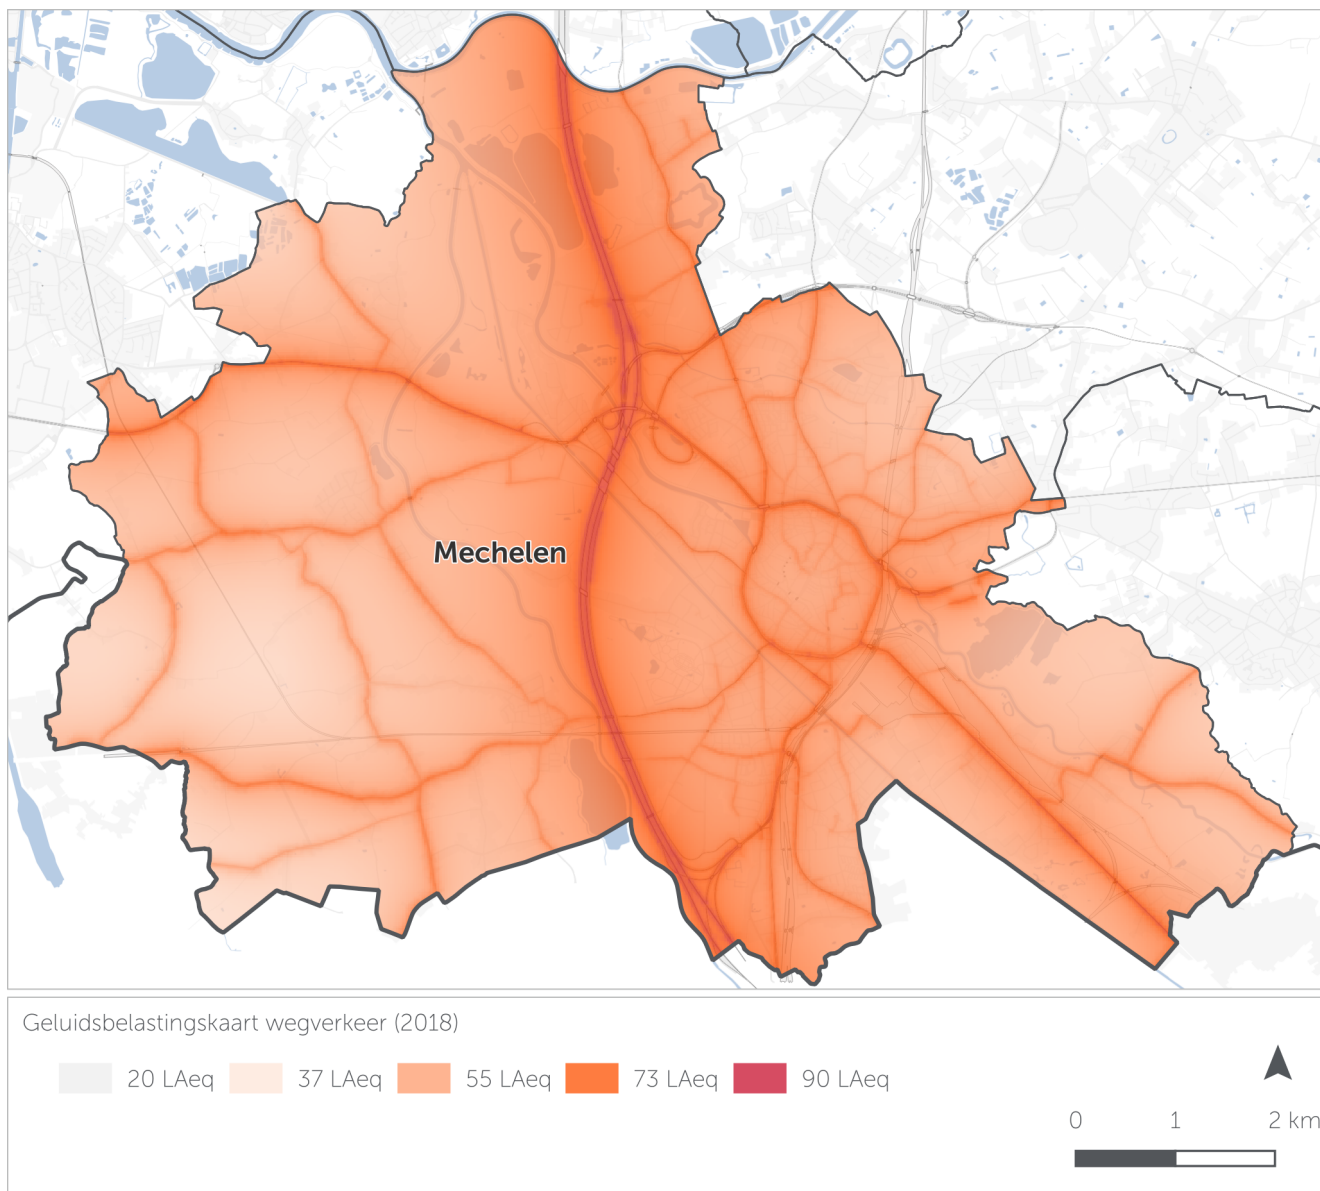 Mechelen
Geluidsbelastingskaart wegverkeer (2018)
20 LAeq 37 LAeq 55 LAeq 73 LAeq 90 LAeq
0 1 2 km